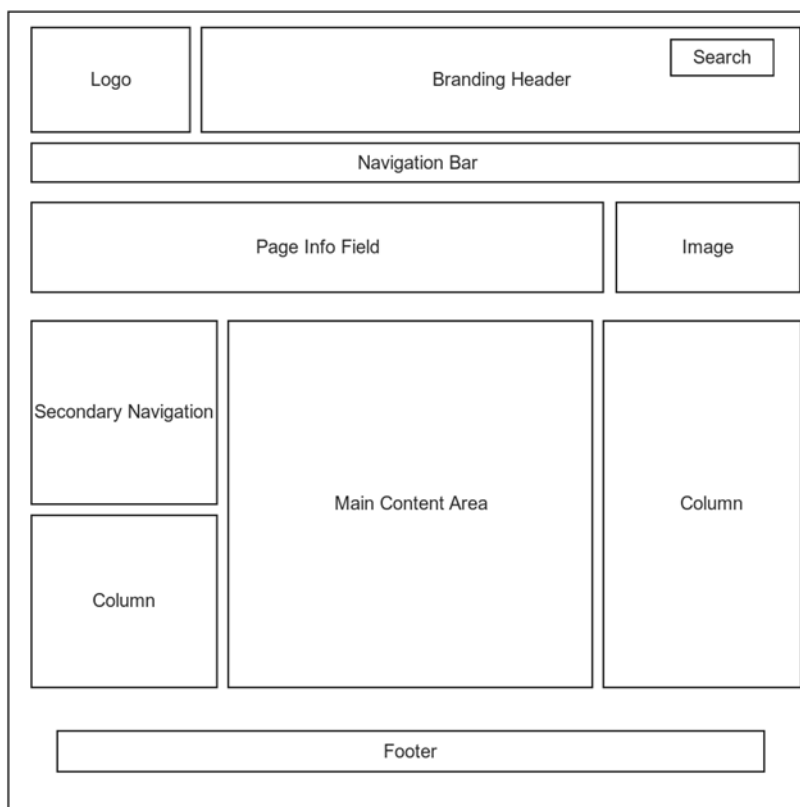 Logo
Branding Header
Search
Navigation Bar
Page Info Field
Image
Secondary Navigation
Main Content Area
Column
Column
Footer